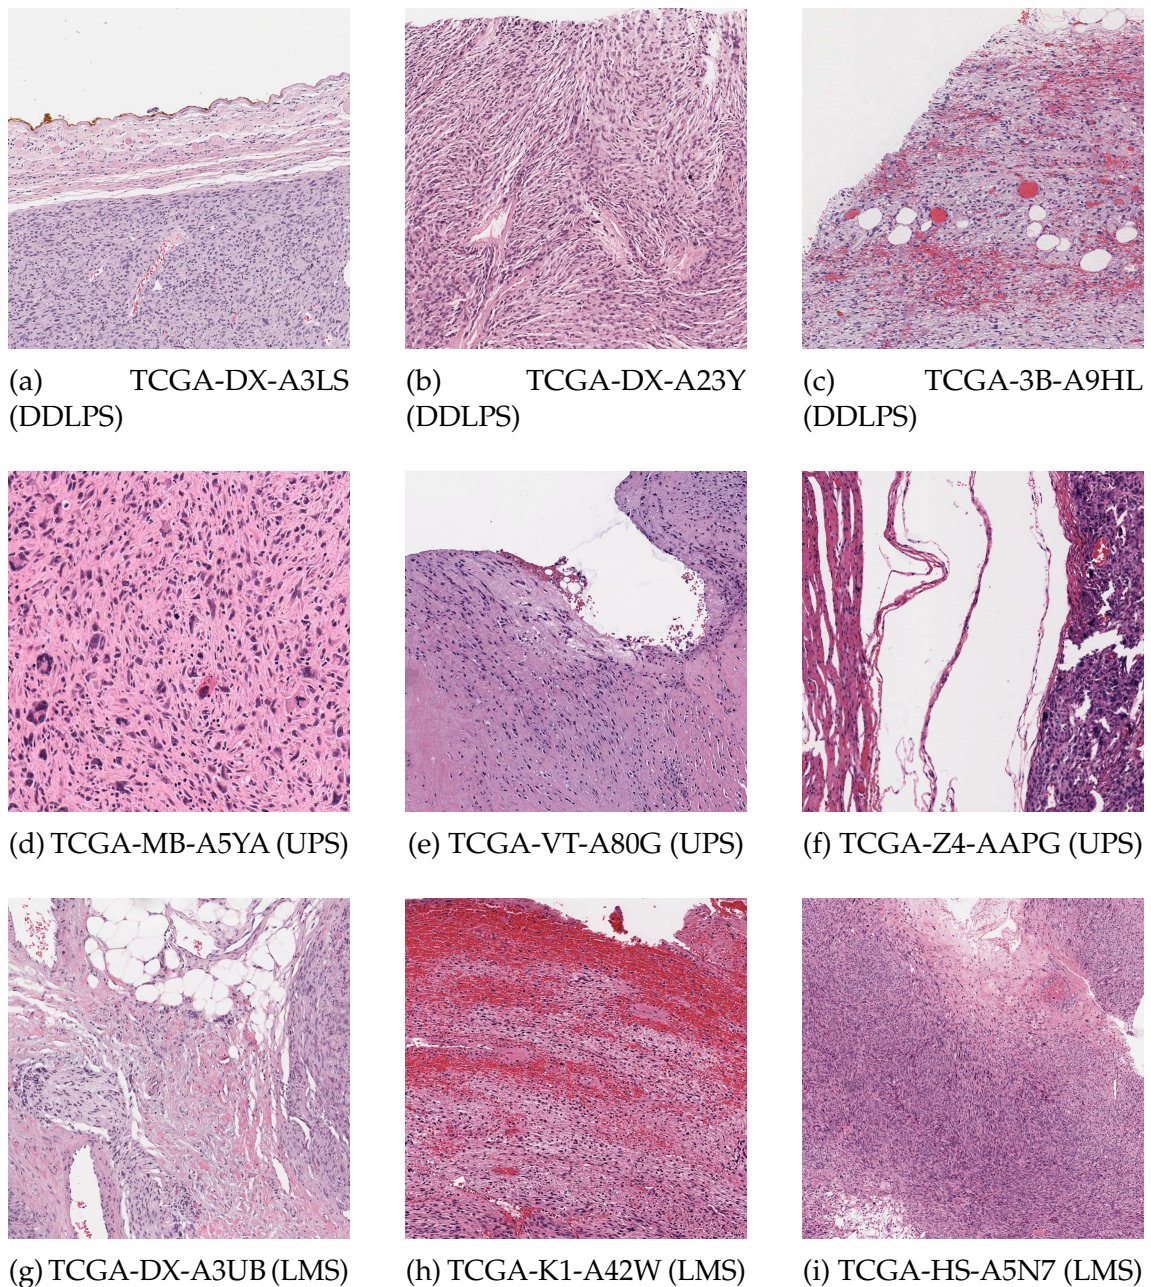 (a) TCGA-DX-A3LS
(DDLPS)
(b) TCGA-DX-A23Y
(DDLPS)
(c) TCGA-3B-A9HL
(DDLPS)
(d) TCGA-MB-A5YA (UPS)
(e) TCGA-VT-A80G (UPS)
(f) TCGA-Z4-AAPG (UPS)
(g) TCGA-DX-A3UB (LMS)
(h) TCGA-K1-A42W (LMS)
(i) TCGA-HS-A5N7 (LMS)